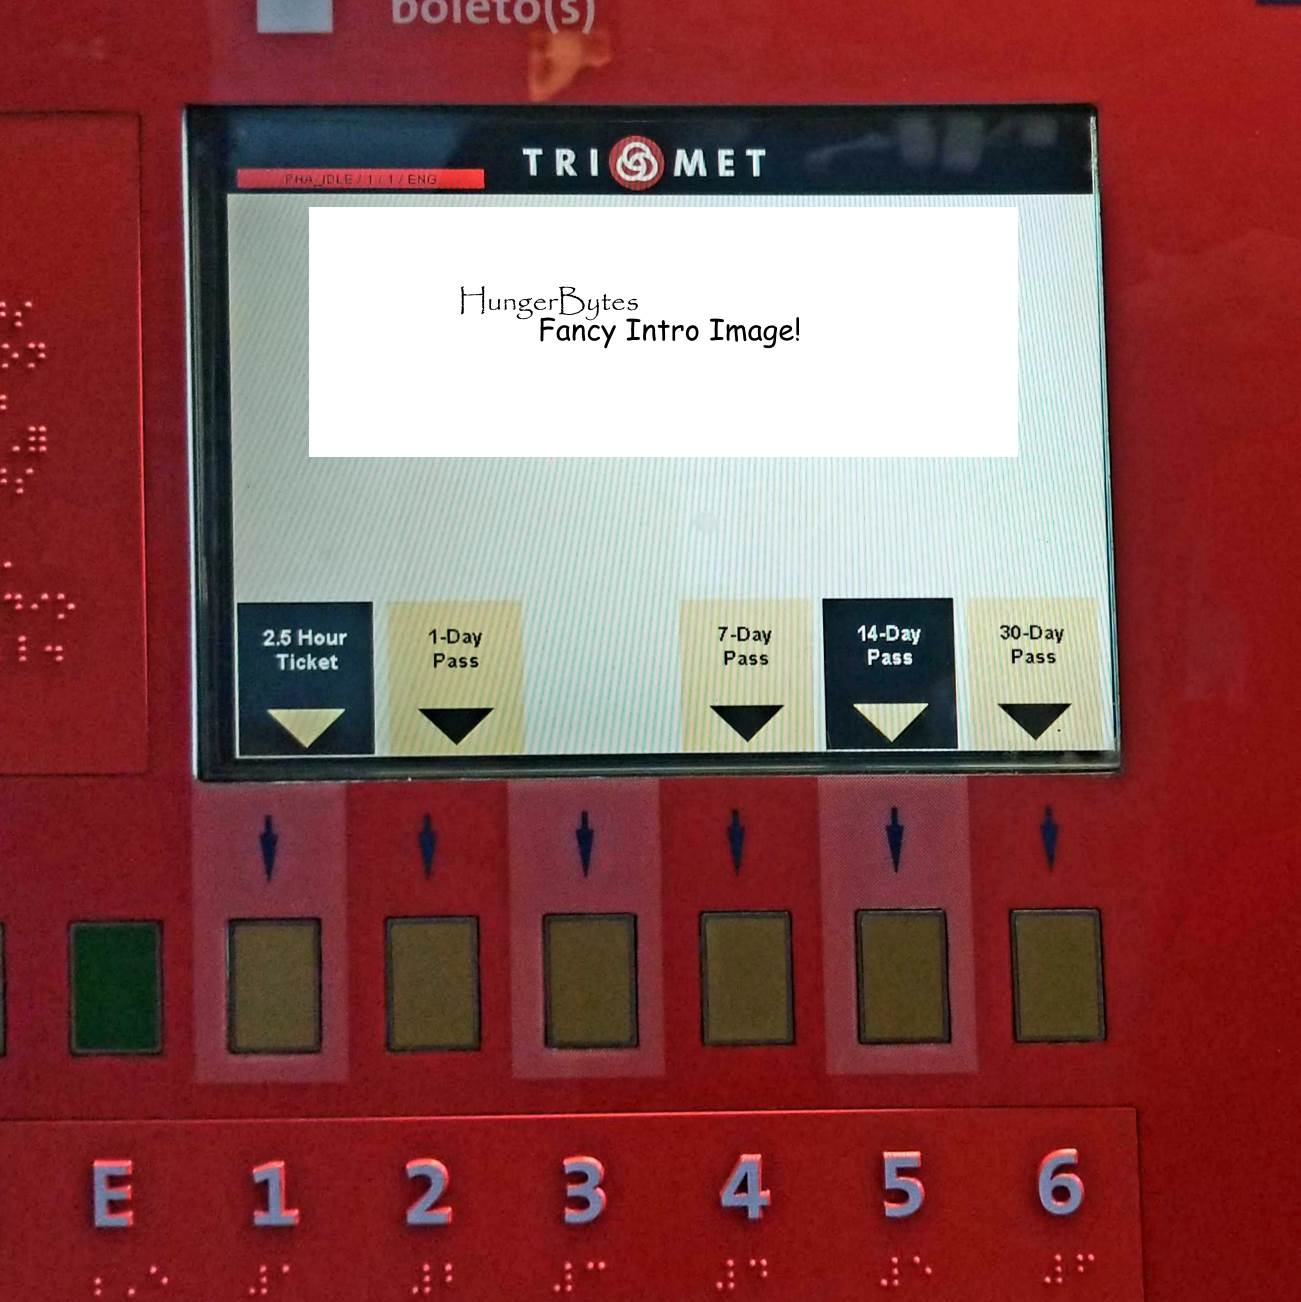 boleto(s)
TRI MET
PHA_IDLE / 1 / 1 / ENG
HungerBytes
Fancy Intro Image!
2.5 Hour
Ticket
1-Day
Pass
7-Day
Pass
14-Day
Pass
30-Day
Pass
E 1 2 3 4 5 6